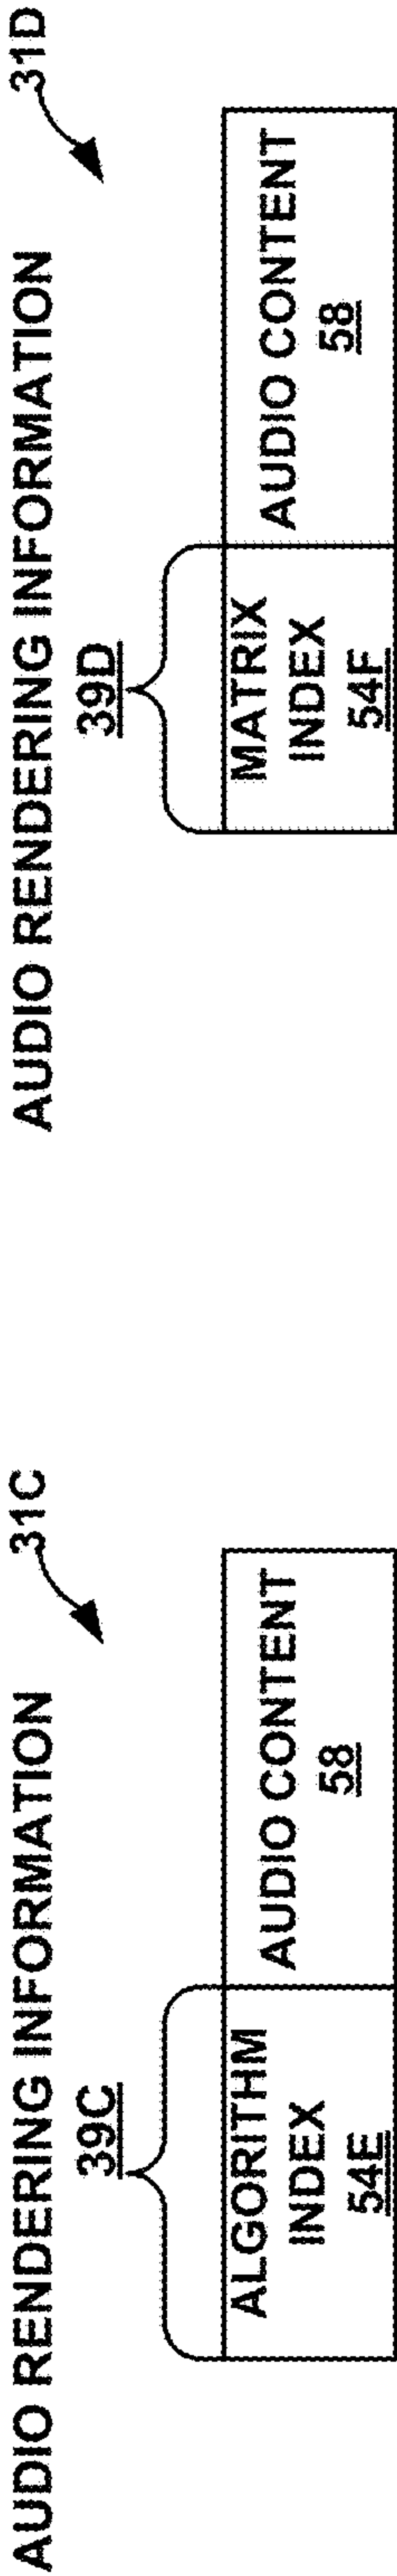 AUDIO RENDERING INFORMATION
39C
31C
ALGORITHM
INDEX
54E
AUDIO CONTENT
58
AUDIO RENDERING INFORMATION
39D
31D
MATRIX
INDEX
54F
AUDIO CONTENT
58